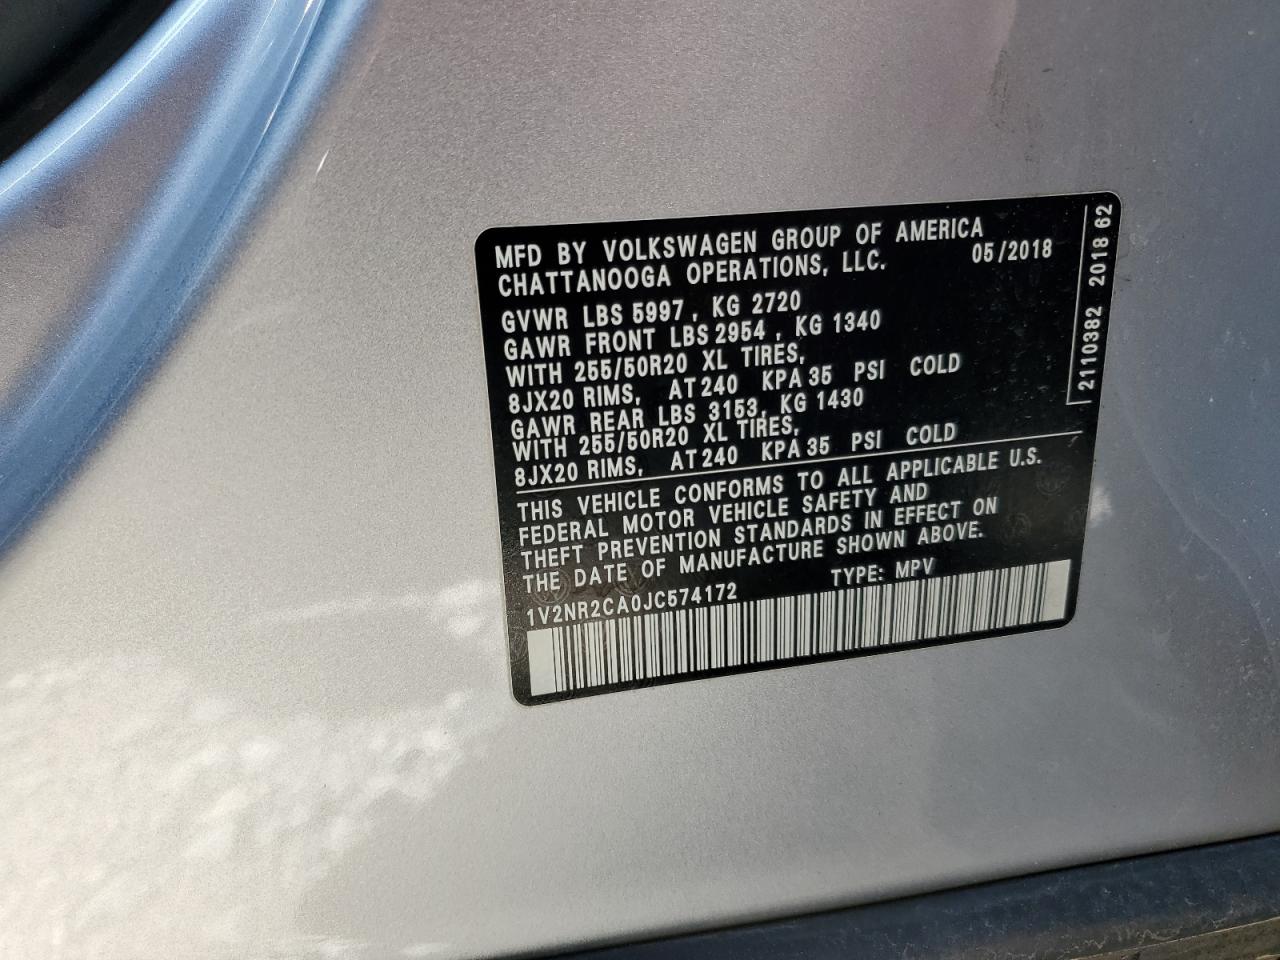 MFD BY VOLKSWAGEN GROUP OF AMERICA
CHATTANOOGA OPERATIONS, LLC. 05/2018
GVWR LBS 5997, KG 2720
GAWR FRONT LBS 2954, KG 1340
WITH 255/50R20 XL TIRES,
8JX20 RIMS, AT 240 KPA 35 PSI COLD
GAWR REAR LBS 3153, KG 1430
WITH 255/50R20 XL TIRES,
8JX20 RIMS, AT 240 KPA 35 PSI COLD
THIS VEHICLE CONFORMS TO ALL APPLICABLE U.S.
FEDERAL MOTOR VEHICLE SAFETY AND
THEFT PREVENTION STANDARDS IN EFFECT ON
THE DATE OF MANUFACTURE SHOWN ABOVE.
1V2NR2CA0JC574172 TYPE: MPV
2110382 2018 62